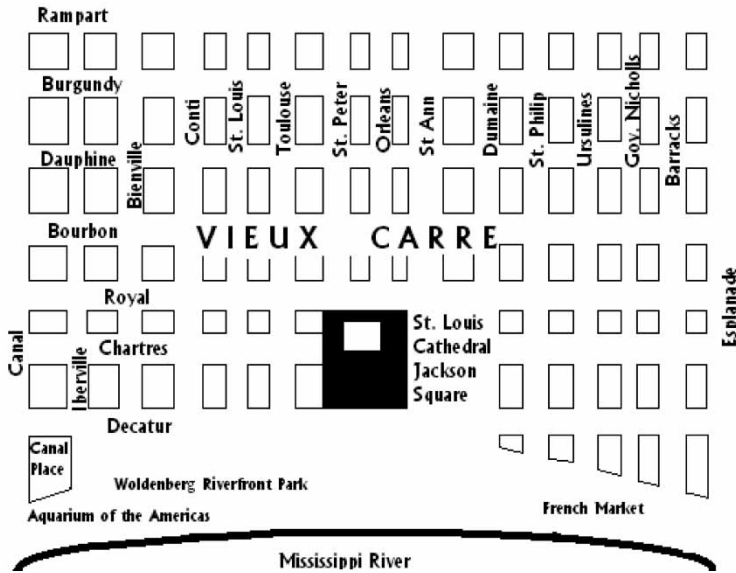 Rampart
Burgundy
Conti
St. Louis
Toulouse
St. Peter
Orleans
St Ann
Dumaine
St. Philip
Ursulines
Gov. Nicholls
Barracks
Dauphine
Bienville
Bourbon
VIEUX CARRE
Royal
Esplanade
Canal
Iberville
Chartres
St. Louis
Cathedral
Jackson
Square
Decatur
Canal
Place
Woldenberg Riverfront Park
French Market
Aquarium of the Americas
Mississippi River